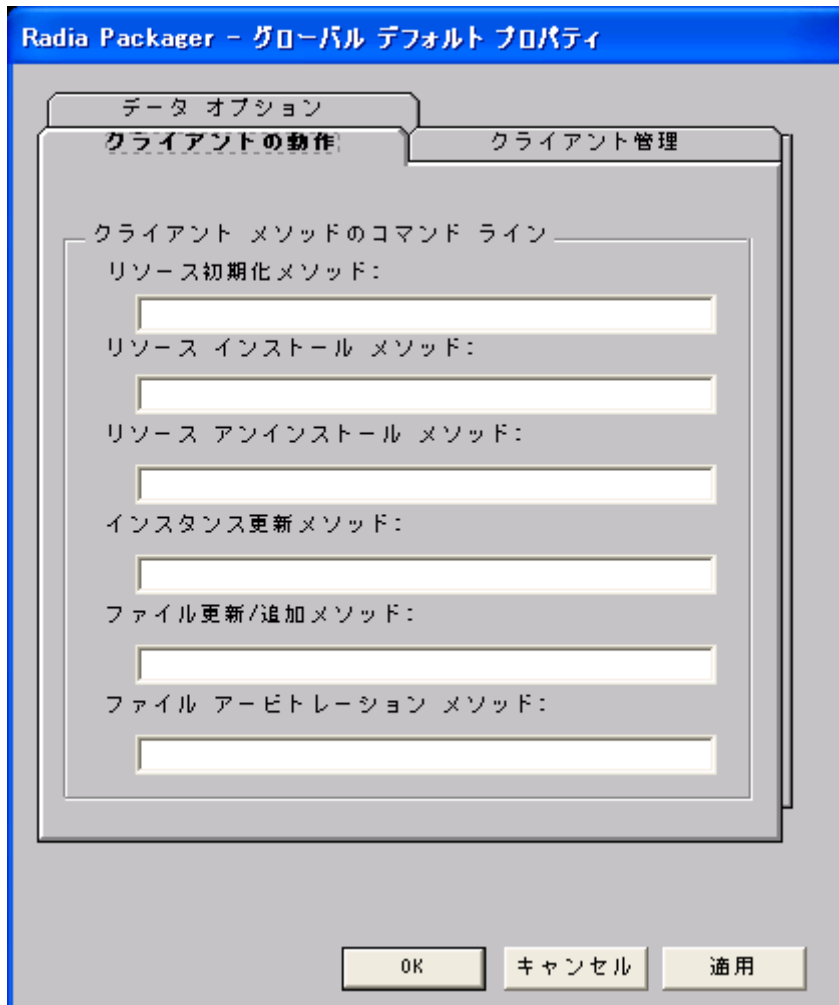 Radia Packager - グローバル デフォルト プロパティ
データ オプション
クライアントの動作
クライアント管理
クライアント メソッドのコマンド ライン
リソース初期化メソッド:
リソース インストール メソッド:
リソース アンインストール メソッド:
インスタンス更新メソッド:
ファイル更新/追加メソッド:
ファイル アービトレーション メソッド:
OK
キャンセル
適用